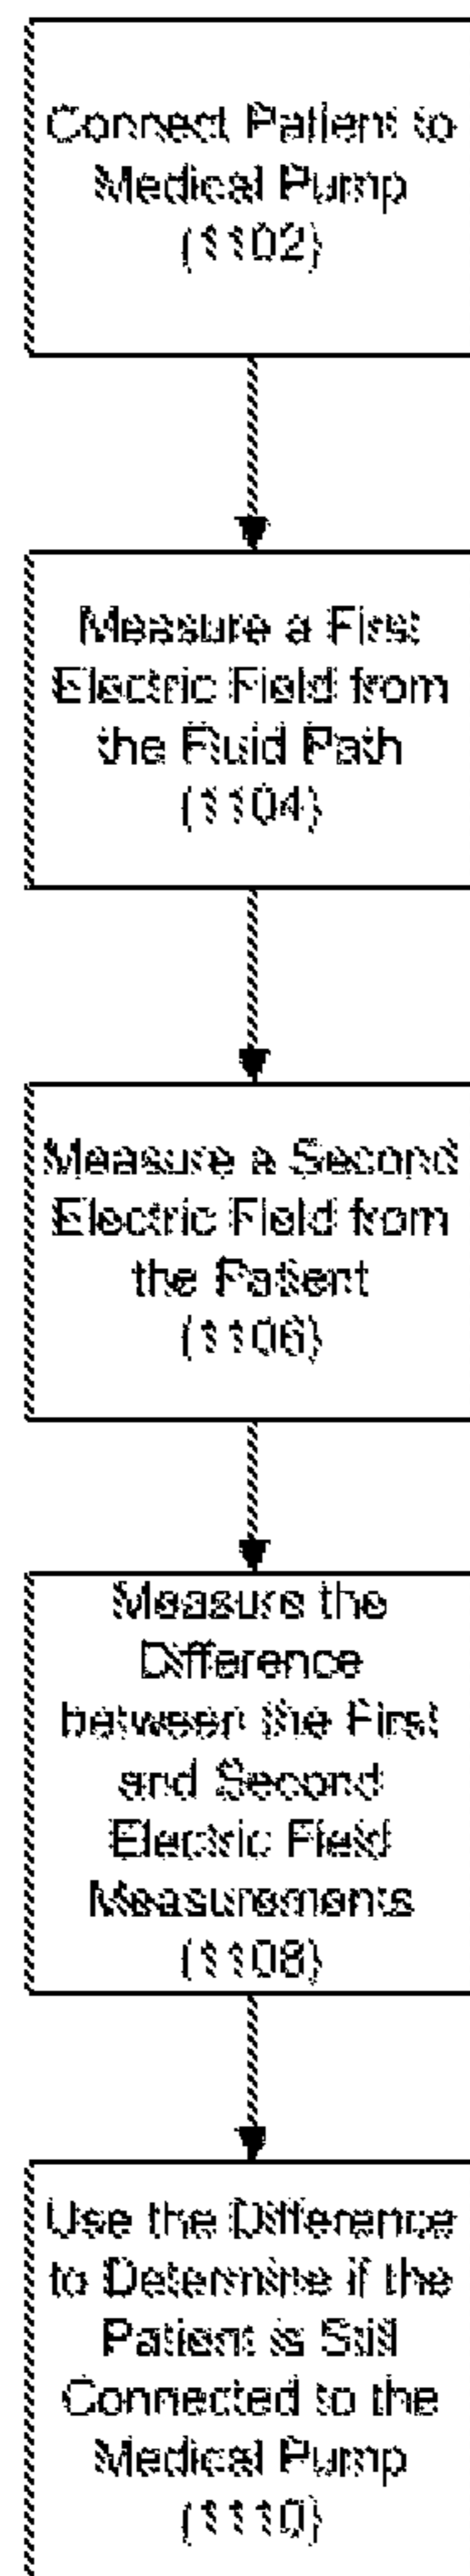 Connect Patient to
Medical Pump
(1102)
Measure a First
Electric Field from
the Fluid Path
(1104)
Measure a Second
Electric Field from
the Patient
(1106)
Measure the
Difference
between the First
and Second
Electric Field
Measurements
(1108)
Use the Difference
to Determine if the
Patient is Still
Connected to the
Medical Pump
(1110)